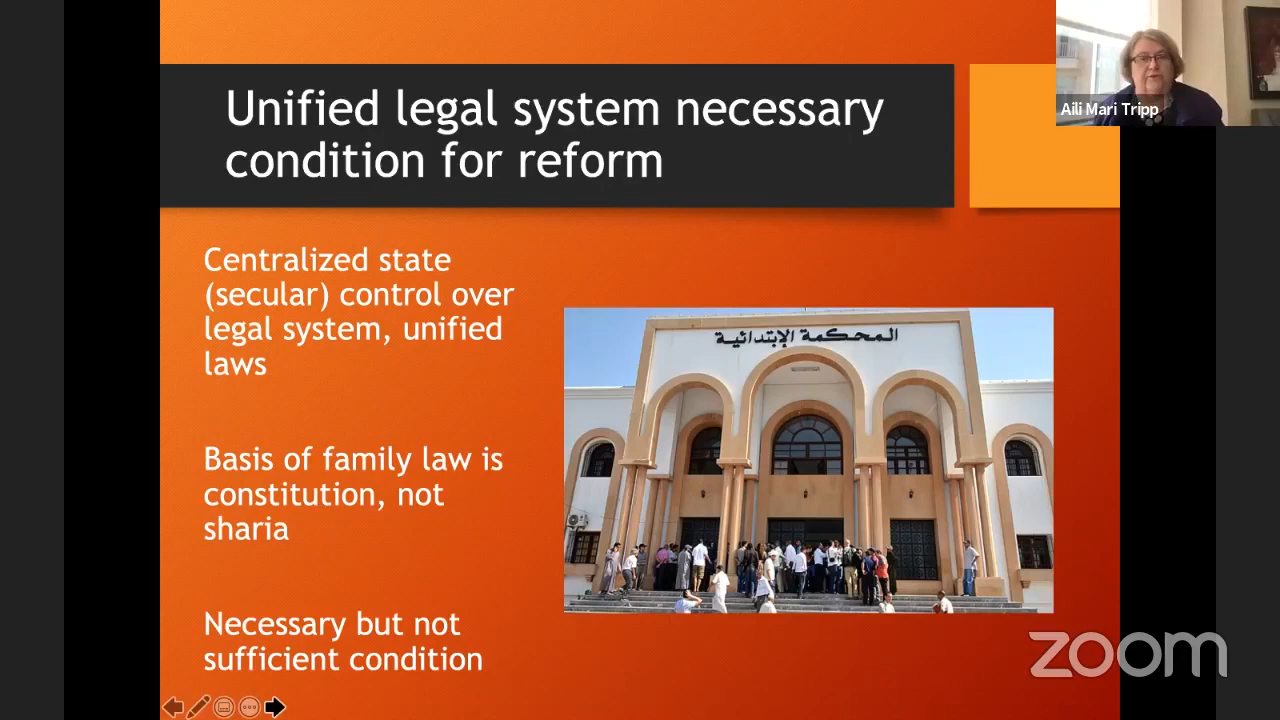 Unified legal system necessary
condition for reform
Aili Mari Tripp
Centralized state
(secular) control over
legal system, unified
laws
المحكمة الإبتدائية
Basis of family law is
constitution, not
sharia
Necessary but not
sufficient condition
zoom